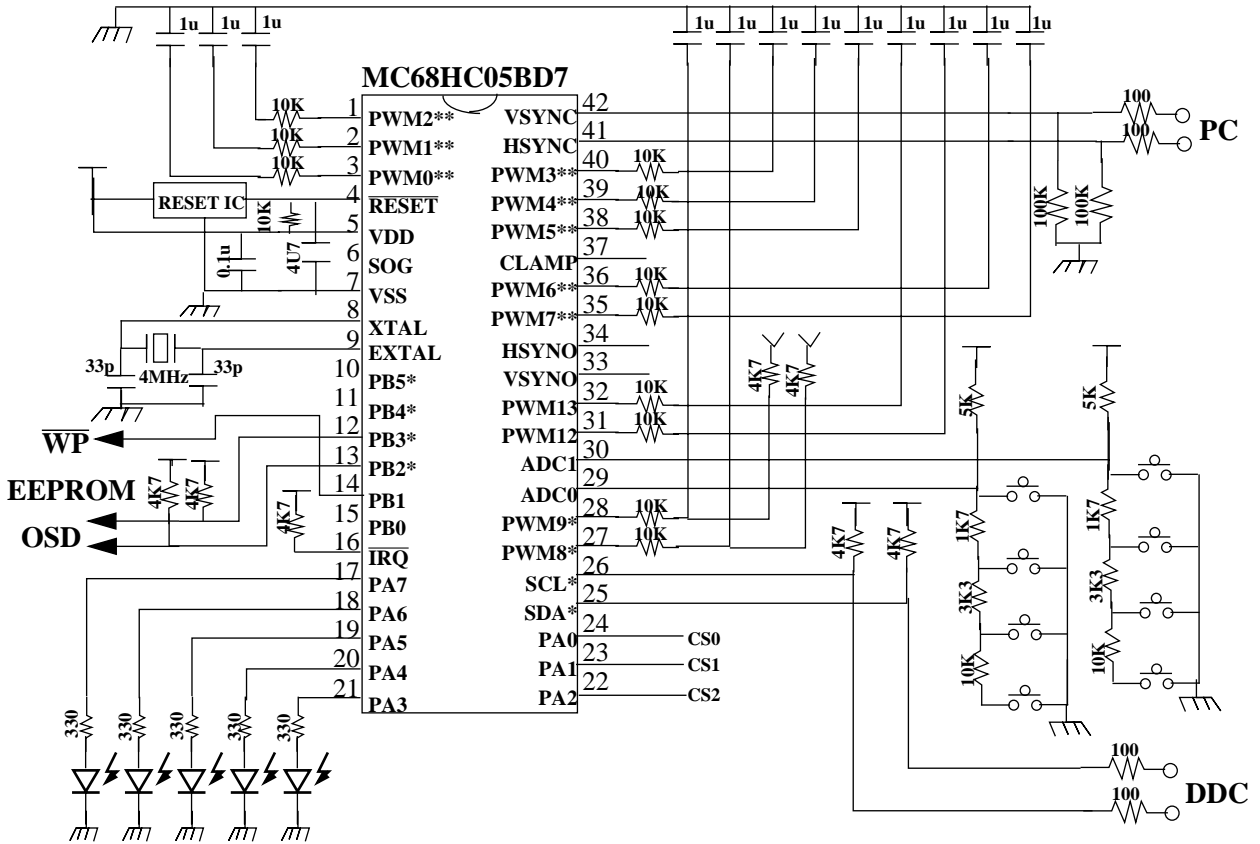 1u 1u 1u 1u 1u 1u 1u 1u 1u 1u 1u 1u
MC68HC05BD7
10K 1 PWM2** VSYNC 42 100
10K 2 PWM1** HSYNC 41 100 PC
10K 3 PWM0** PWM3** 40 10K
RESET IC 4 RESET PWM4** 39 10K
10K 5 VDD PWM5** 38 10K 100K 100K
0.1u 4U7 6 SOG CLAMP 37
7 VSS PWM6** 36 10K
8 XTAL PWM7** 35 10K
33p 4MHz 33p 9 EXTAL HSYNO 34
10 PB5* VSYNO 33 4K7 4K7
11 PB4* PWM13 32 10K 5K 5K
WP 12 PB3* PWM12 31 10K
13 PB2* ADC1 30
EEPROM 4K7 4K7 14 PB1 ADC0 29
OSD 4K7 15 PB0 PWM9* 28 10K 1K7 1K7
16 IRQ PWM8* 27 10K 4K7 4K7
17 PA7 SCL* 26 3K3 3K3
18 PA6 SDA* 25
19 PA5 PA0 24 CS0
20 PA4 PA1 23 CS1 10K 10K
21 PA3 PA2 22 CS2
330 330 330 330 330
100
100 DDC